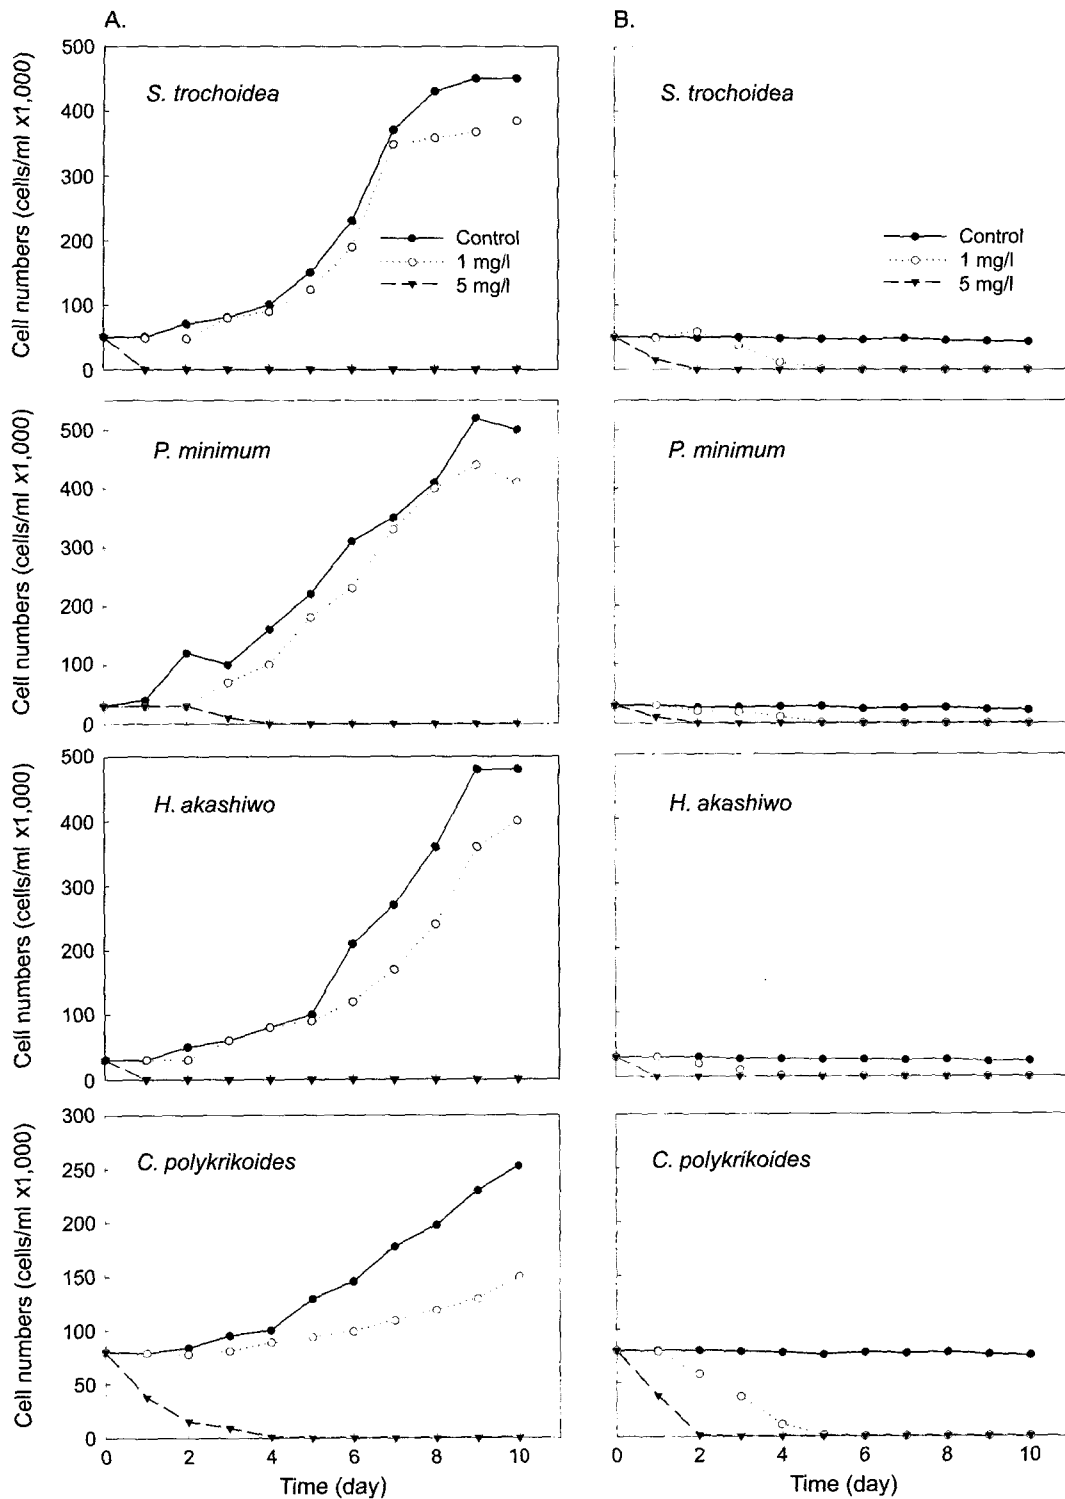 A.
B.
Cell numbers (cells/ml x1,000)
500
400
300
200
100
0
S. trochoidea
Control
1 mg/l
5 mg/l
S. trochoidea
Control
1 mg/l
5 mg/l
Cell numbers (cells/ml x1,000)
500
400
300
200
100
0
P. minimum
P. minimum
Cell numbers (cells/ml x1,000)
500
400
300
200
100
0
H. akashiwo
H. akashiwo
Cell numbers (cells/ml x1,000)
300
250
200
150
100
50
0
C. polykrikoides
C. polykrikoides
0 2 4 6 8 10
Time (day)
0 2 4 6 8 10
Time (day)